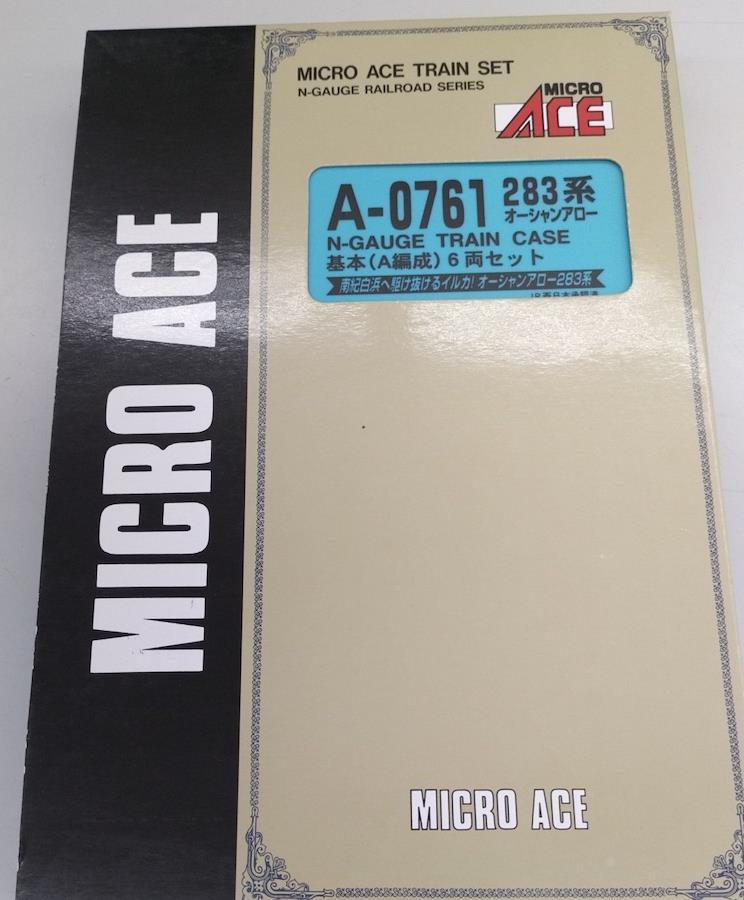 MICRO ACE TRAIN SET
N-GAUGE RAILROAD SERIES
MICRO
ACE
A-0761 283系
オーシャンアロー
N-GAUGE TRAIN CASE
基本(A編成)6両セット
南紀白浜へ駆け抜けるイルカ! オーシャンアロー283系
MICRO ACE
MICRO ACE